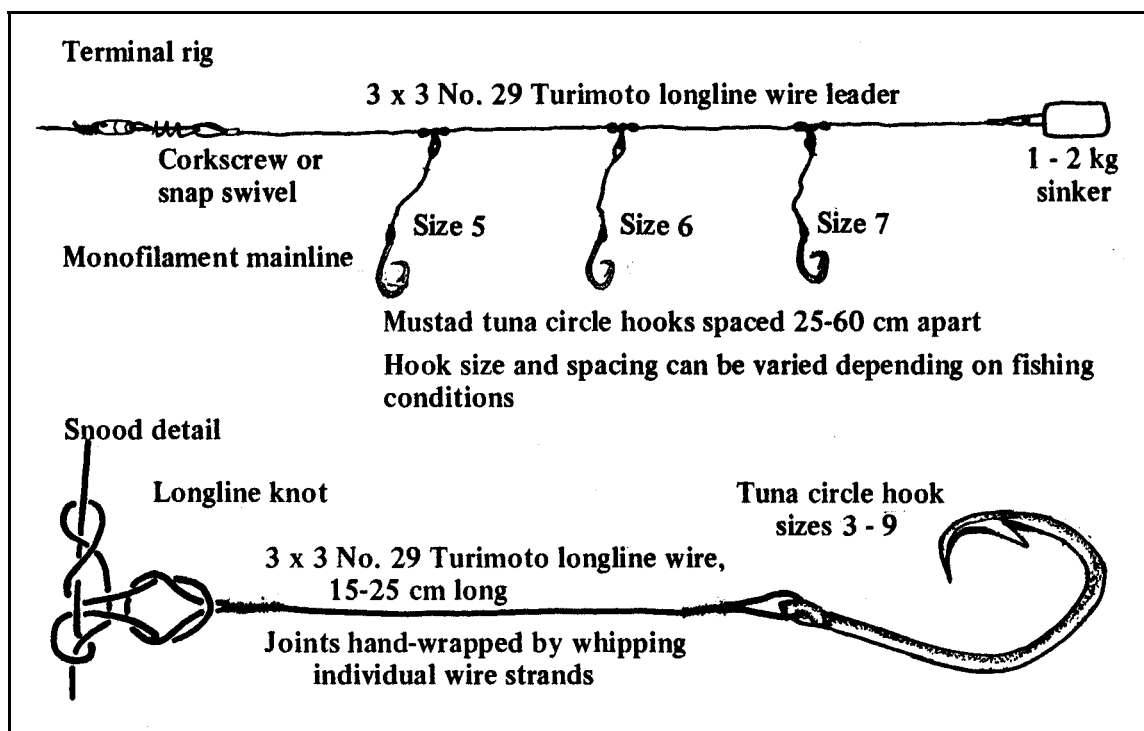 Terminal rig
3 x 3 No. 29 Turimoto longline wire leader
Corkscrew or
snap swivel
1 - 2 kg
sinker
Size 5
Size 6
Size 7
Monofilament mainline
Mustad tuna circle hooks spaced 25-60 cm apart
Hook size and spacing can be varied depending on fishing
conditions
Snood detail
Longline knot
Tuna circle hook
sizes 3 - 9
3 x 3 No. 29 Turimoto longline wire,
15-25 cm long
Joints hand-wrapped by whipping
individual wire strands